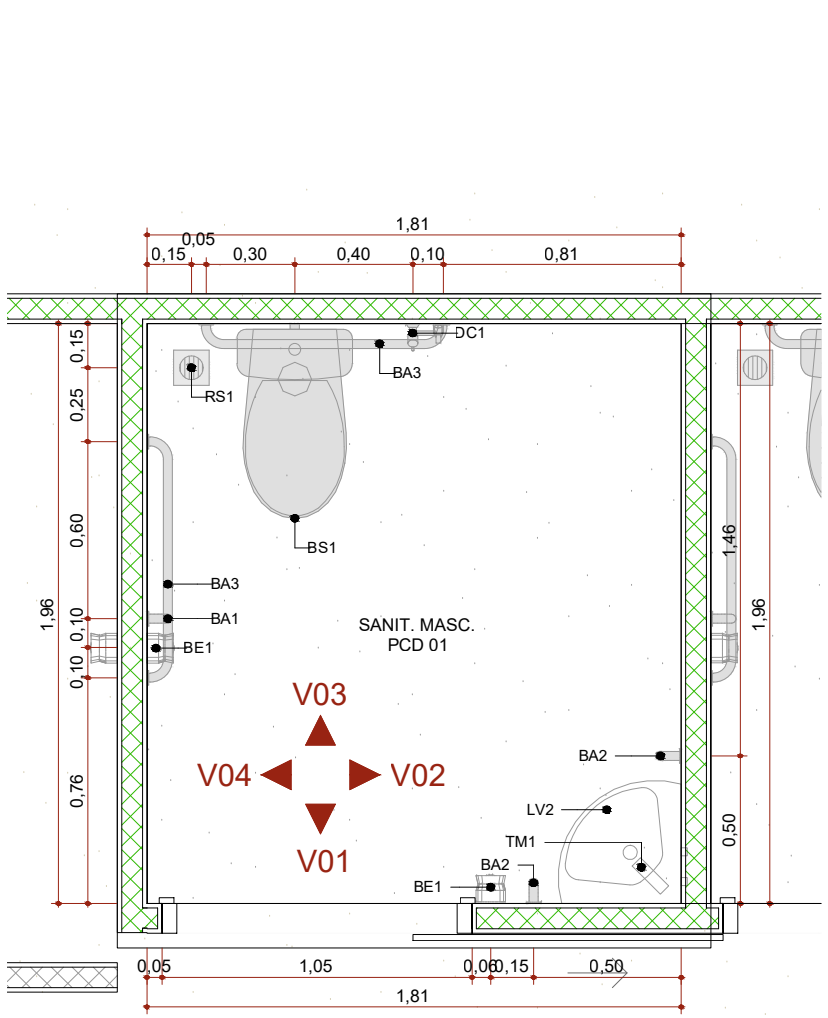 1,81
0,05
0,15 0,30 0,40 0,10 0,81
DC1
BA3
RS1
BS1
BA3
BA1
BE1
0,15
0,25
0,60
0,10
0,10
0,76
1,96
1,46
1,96
0,50
SANIT. MASC.
PCD 01
V03
V04 V02
V01
BA2
LV2
TM1
BA2
BE1
0,05 1,05 0,06 0,15 0,50
1,81